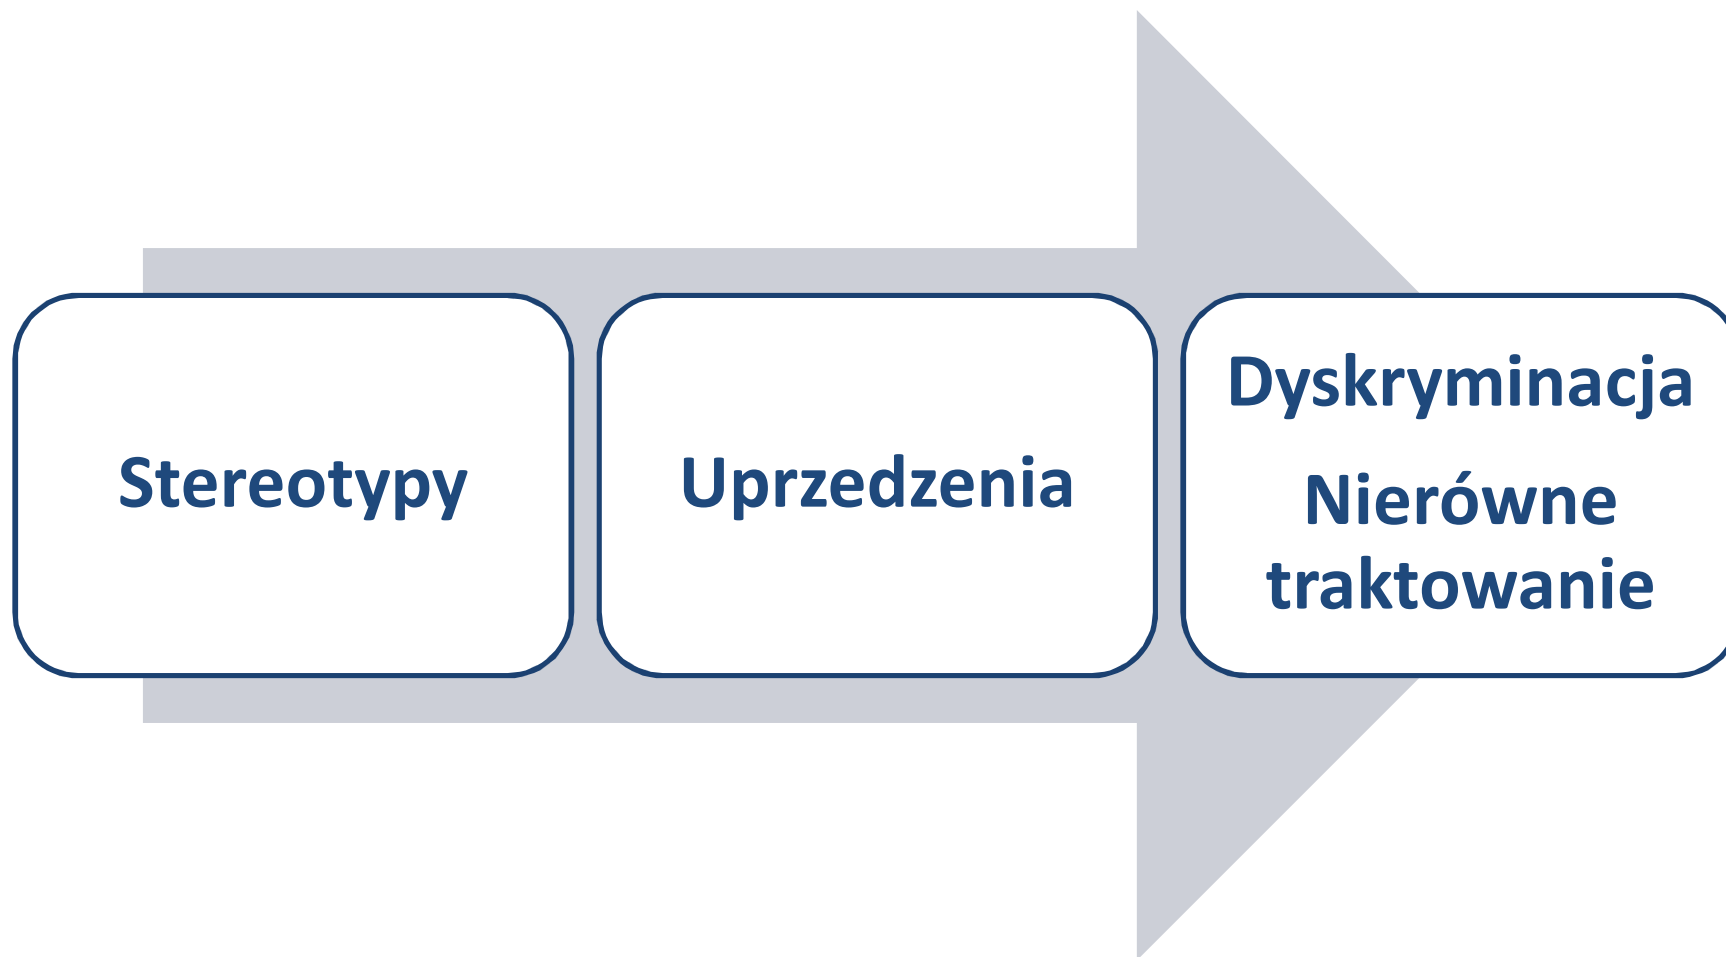 Stereotypy
Uprzedzenia
Dyskryminacja
Nierówne
traktowanie